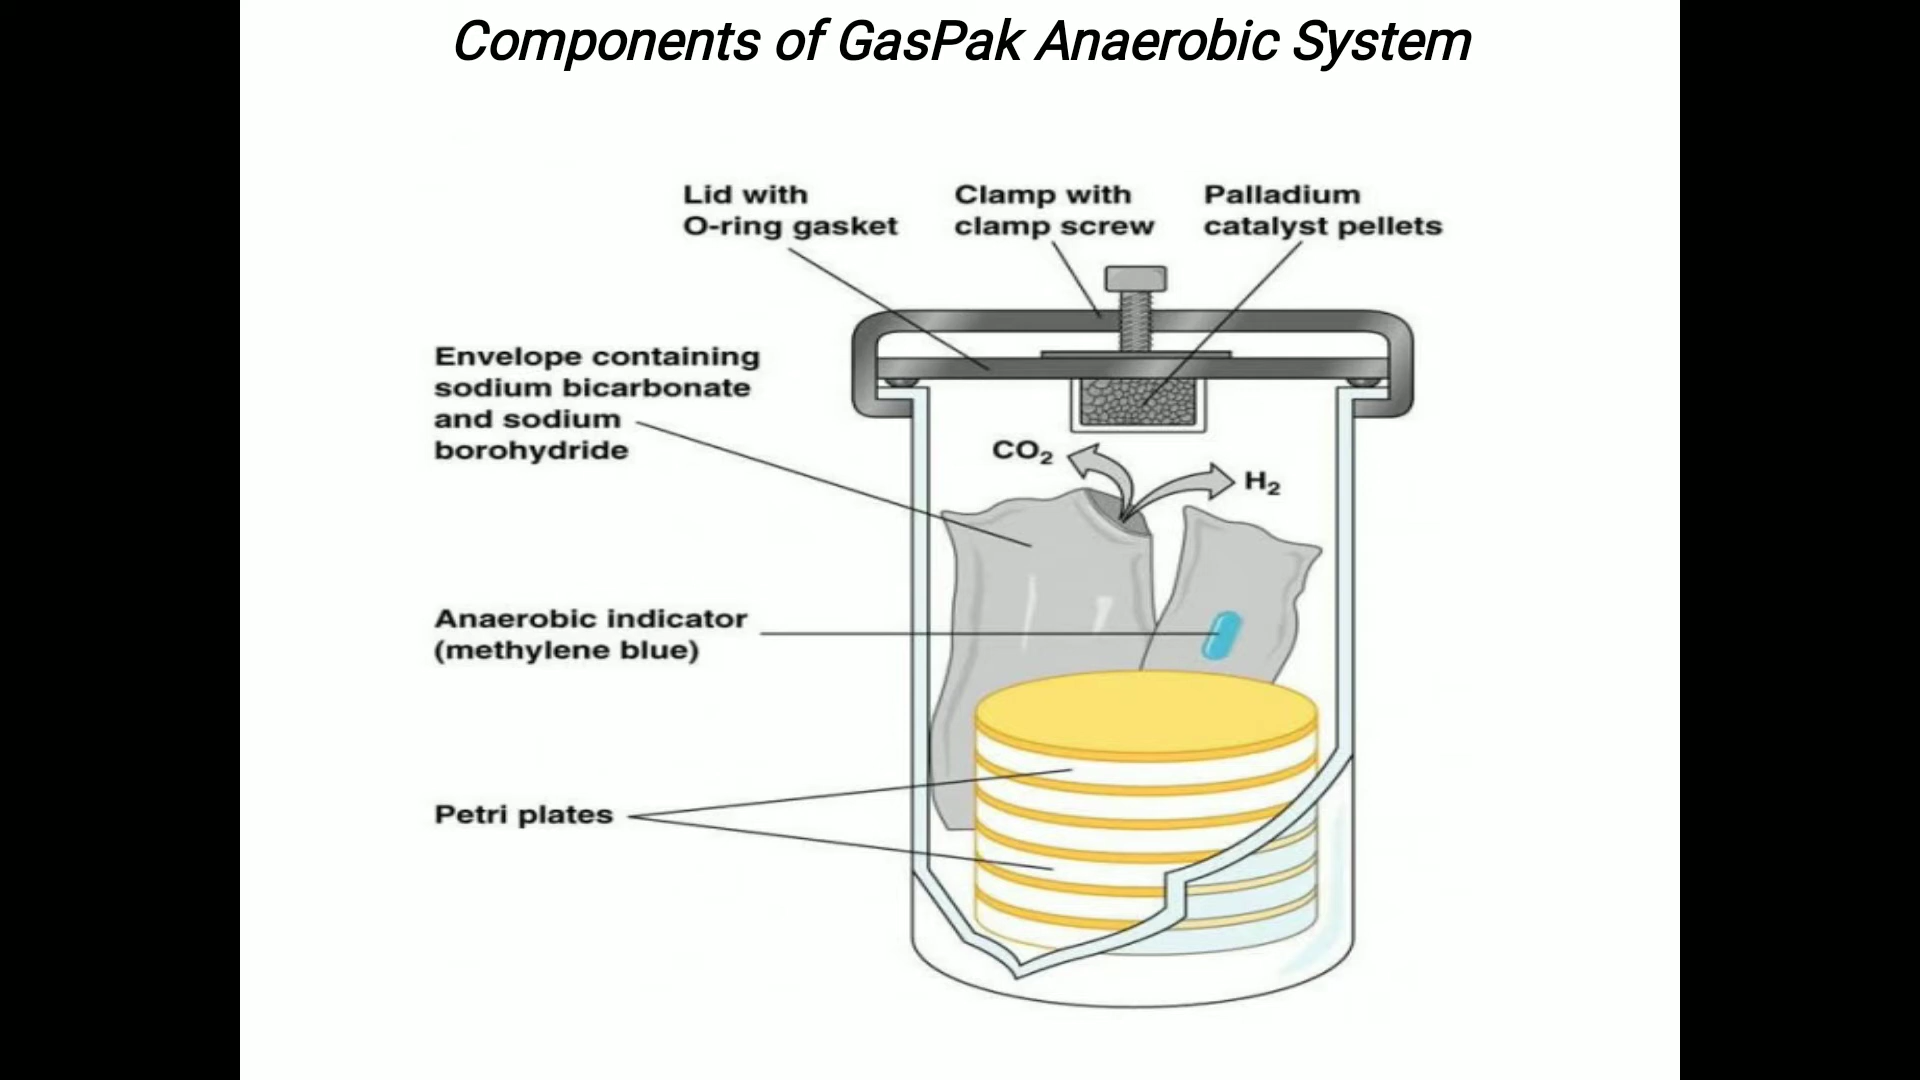 Components of GasPak Anaerobic System
Lid with
O-ring gasket
Clamp with
clamp screw
Palladium
catalyst pellets
Envelope containing
sodium bicarbonate
and sodium
borohydride
CO₂
H₂
Anaerobic indicator
(methylene blue)
Petri plates